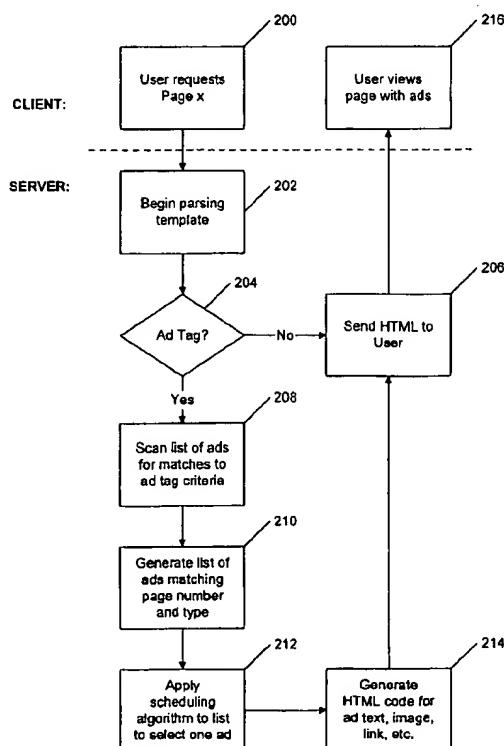 200
216
User requests
Page x
User views
page with ads
CLIENT:
SERVER:
202
Begin parsing
template
204
206
Ad Tag?
No
Send HTML to
User
Yes
208
Scan list of ads
for matches to
ad tag criteria
210
Generate list of
ads matching
page number
and type
212
214
Apply
scheduling
algorithm to list
to select one ad
Generate
HTML code for
ad text, image,
link, etc.